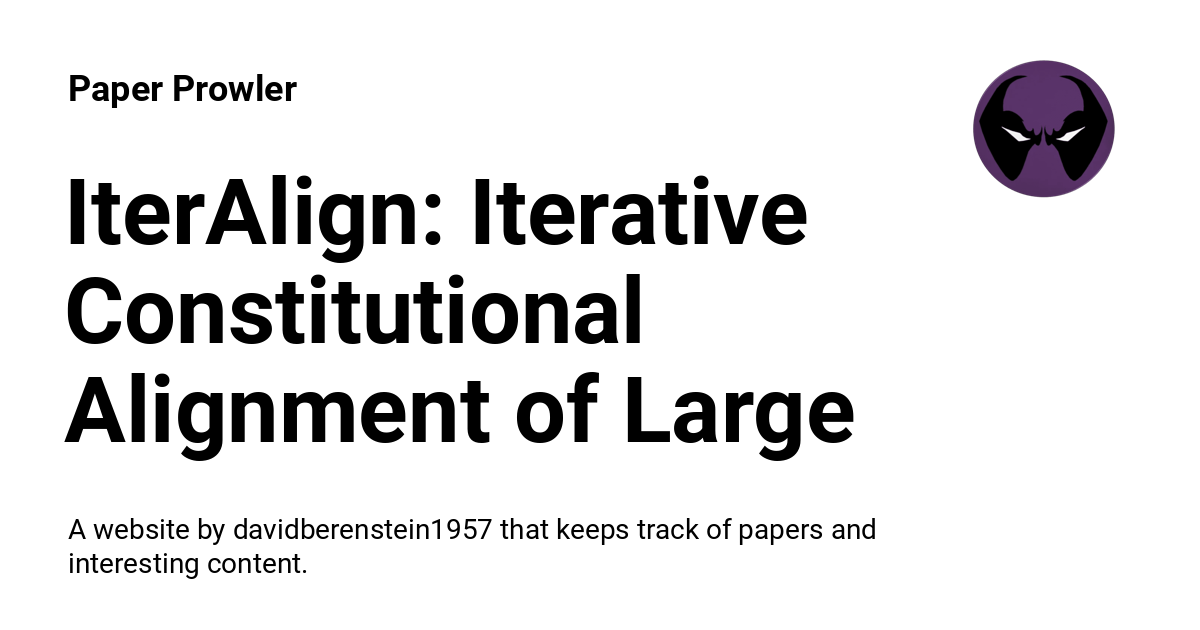 Paper Prowler
IterAlign: Iterative
Constitutional
Alignment of Large
A website by davidberenstein1957 that keeps track of papers and
interesting content.